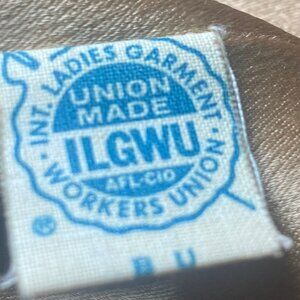 INT. LADIES GARMENT
UNION
MADE
ILGWU
AFL-CIO
WORKERS UNION
®
B U